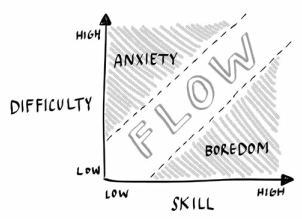 HIGH
ANXIETY
FLOW
DIFFICULTY
BOREDOM
LOW
LOW
HIGH
SKILL